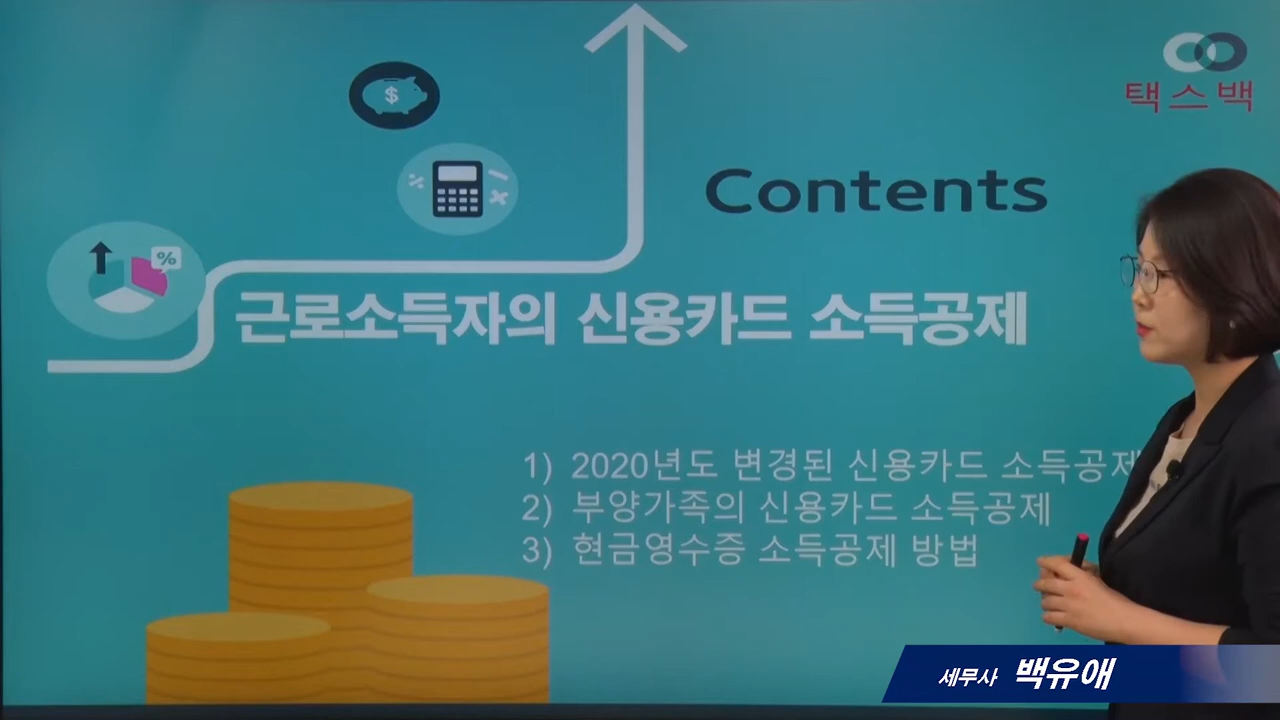 택스백
Contents
$
%
근로소득자의 신용카드 소득공제
1) 2020년도 변경된 신용카드 소득공제
2) 부양가족의 신용카드 소득공제
3) 현금영수증 소득공제 방법
세무사 백유애